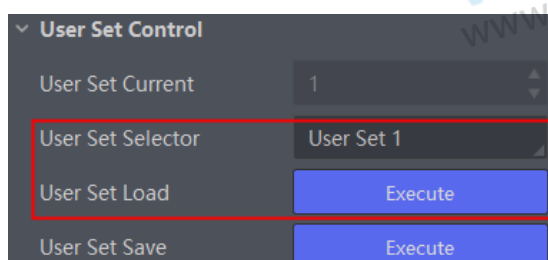 www
User Set Control
User Set Current 1
User Set Selector User Set 1
User Set Load Execute
User Set Save Execute